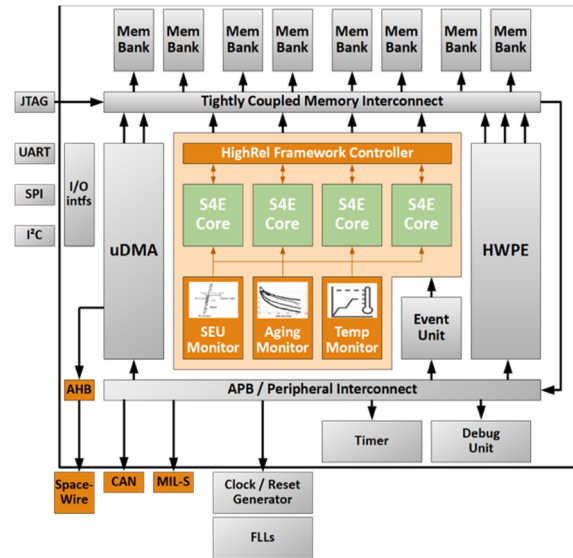 Mem
Bank
Mem
Bank
Mem
Bank
Mem
Bank
Mem
Bank
Mem
Bank
Mem
Bank
Mem
Bank
JTAG
Tightly Coupled Memory Interconnect
UART
SPI
I²C
I/O
intfs
uDMA
HighRel Framework Controller
S4E
Core
S4E
Core
S4E
Core
S4E
Core
HWPE
SEU
Monitor
Aging
Monitor
Temp
Monitor
Event
Unit
AHB
APB / Peripheral Interconnect
Timer
Debug
Unit
Space-
Wire
CAN
MIL-S
Clock / Reset
Generator
FLLs